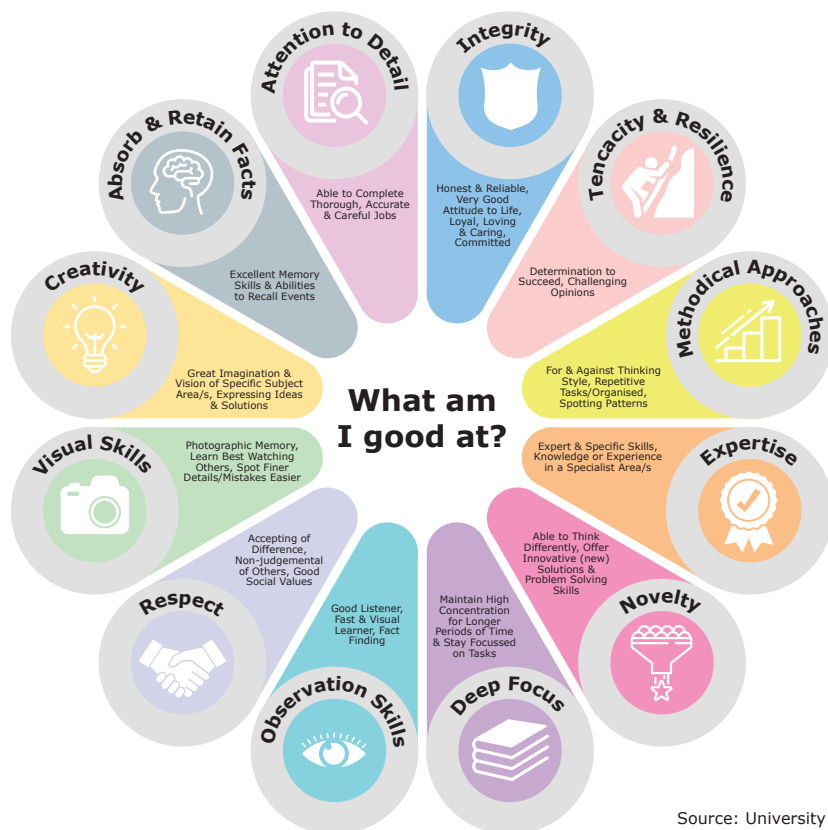 What am
I good at?
Attention to Detail
Able to Complete
Thorough, Accurate
& Careful Jobs
Integrity
Honest & Reliable,
Very Good
Attitude to Life,
Loyal, Loving
& Caring,
Committed
Tencacity & Resilience
Determination to
Succeed, Challenging
Opinions
Methodical Approaches
For & Against Thinking
Style, Repetitive
Tasks/Organised,
Spotting Patterns
Expertise
Expert & Specific Skills,
Knowledge or Experience
in a Specialist Area/s
Novelty
Able to Think
Differently, Offer
Innovative (new)
Solutions &
Problem Solving
Skills
Deep Focus
Maintain High
Concentration
for Longer
Periods of Time
& Stay Focussed
on Tasks
Observation Skills
Good Listener,
Fast & Visual
Learner, Fact
Finding
Respect
Accepting of
Difference,
Non-judgemental
of Others, Good
Social Values
Visual Skills
Photographic Memory,
Learn Best Watching
Others, Spot Finer
Details/Mistakes Easier
Creativity
Great Imagination &
Vision of Specific Subject
Area/s, Expressing Ideas
& Solutions
Absorb & Retain Facts
Excellent Memory
Skills & Abilities
to Recall Events
Source: University